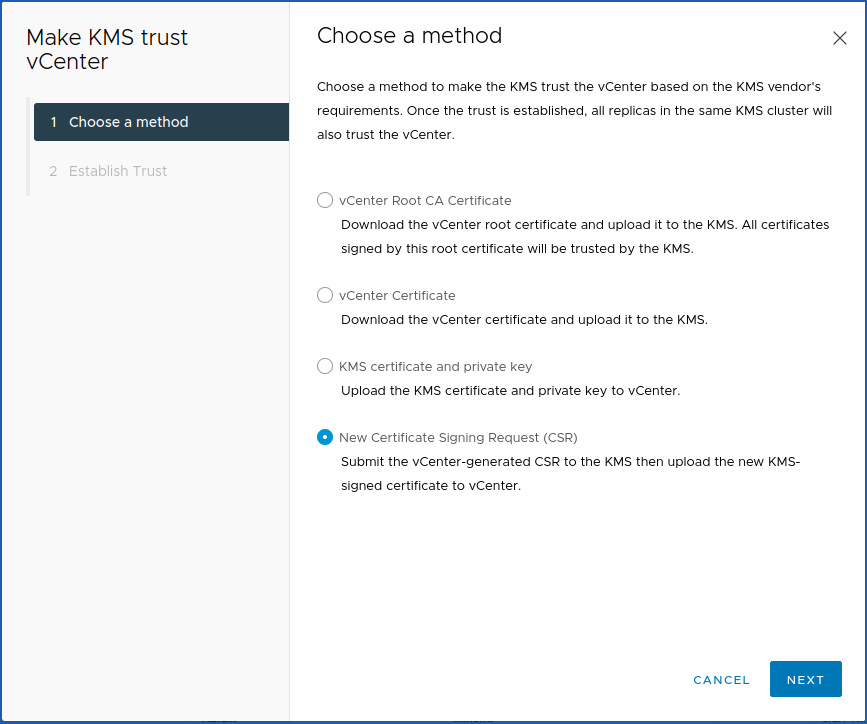 Make KMS trust
vCenter
1 Choose a method
2 Establish Trust
Choose a method
Choose a method to make the KMS trust the vCenter based on the KMS vendor's
requirements. Once the trust is established, all replicas in the same KMS cluster will
also trust the vCenter.
vCenter Root CA Certificate
Download the vCenter root certificate and upload it to the KMS. All certificates
signed by this root certificate will be trusted by the KMS.
vCenter Certificate
Download the vCenter certificate and upload it to the KMS.
KMS certificate and private key
Upload the KMS certificate and private key to vCenter.
New Certificate Signing Request (CSR)
Submit the vCenter-generated CSR to the KMS then upload the new KMS-
signed certificate to vCenter.
CANCEL NEXT